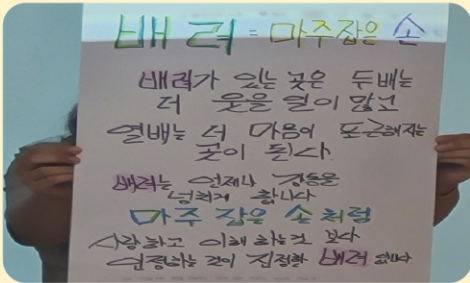 배려 = 마주잡은 손
배려가 있는 곳은 두배는
더 웃을 일이 많고
열배는 더 마음이 포근해지는
곳이 된다.
배려는 언제나 감동을
넘치게 합니다
마주 잡은 손처럼
사랑하고 이해하는것 보다
인정하는 것이 진정한 배려 입니다